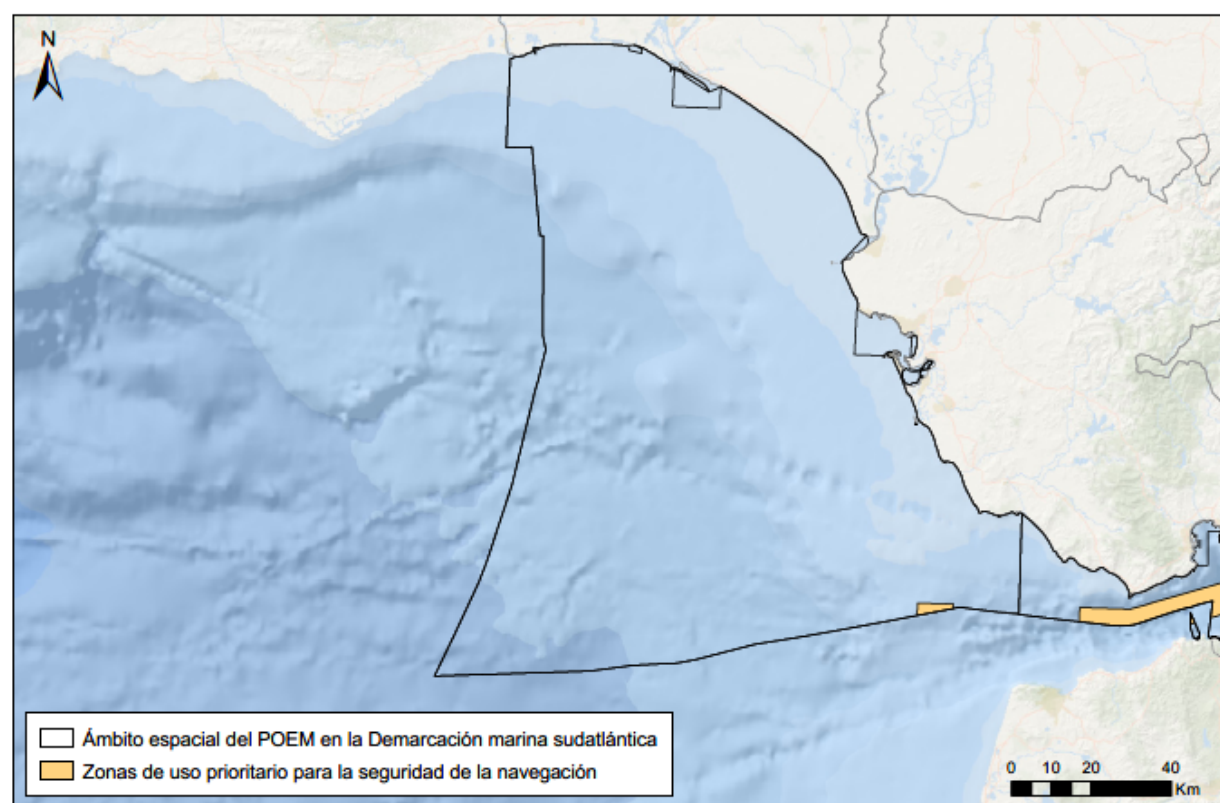 N
Ámbito espacial del POEM en la Demarcación marina sudatlántica
Zonas de uso prioritario para la seguridad de la navegación
0 10 20 40
Km